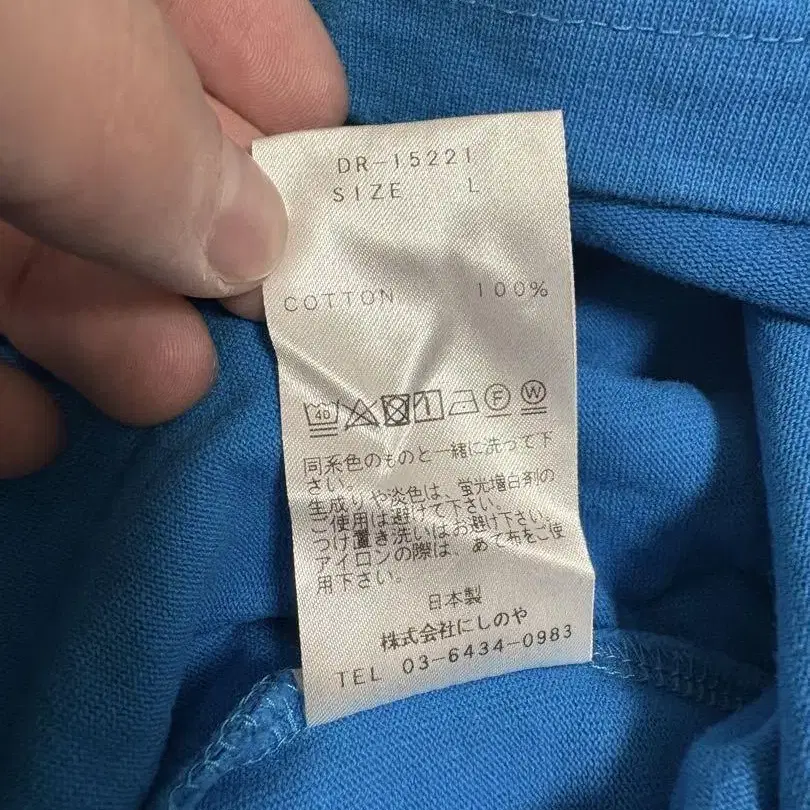 DR-15221
SIZE L
COTTON 100%
40 F W
同系色のものと一緒に洗って下
さい。
生成りや淡色は、蛍光増白剤の
ご使用は避けて下さい。
つけ置き洗いはお避け下さい。
アイロンの際は、あて布をご使
用下さい。
日本製
株式会社にしのや
TEL 03-6434-0983